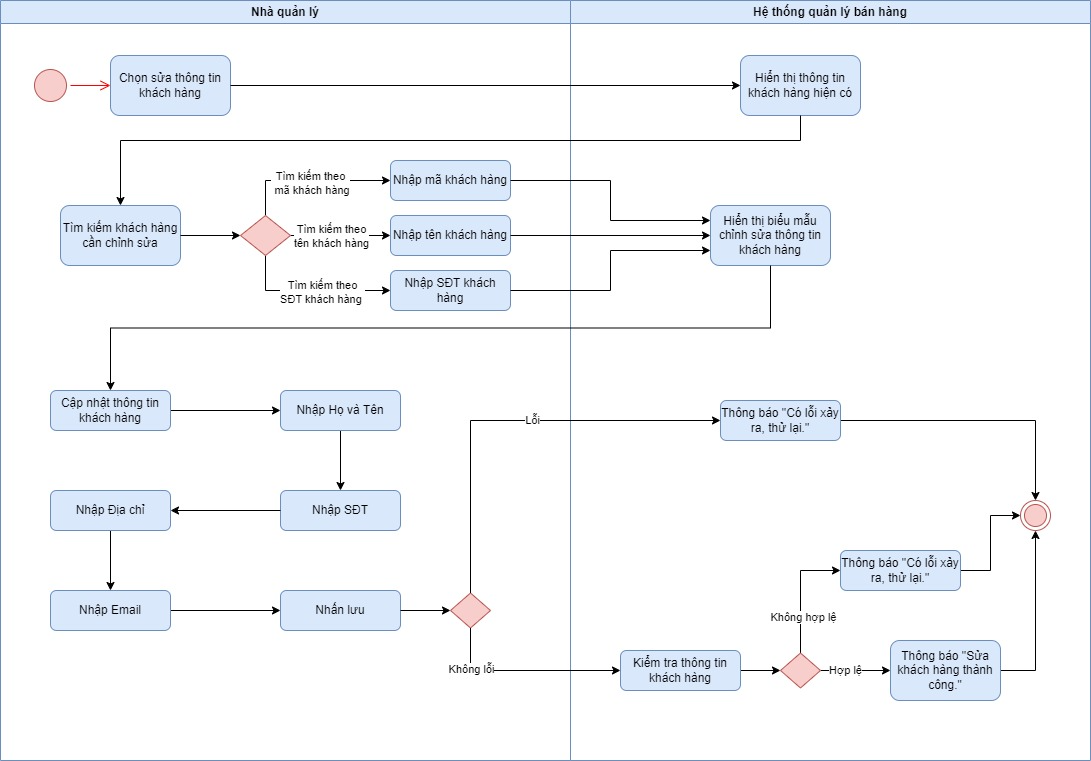 Nhà quản lý
Hệ thống quản lý bán hàng
Chọn sửa thông tin
khách hàng
Hiển thị thông tin
khách hàng hiện có
Tìm kiếm khách hàng
cần chỉnh sửa
Tìm kiếm theo
mã khách hàng
Nhập mã khách hàng
Tìm kiếm theo
tên khách hàng
Nhập tên khách hàng
Tìm kiếm theo
SĐT khách hàng
Nhập SĐT khách
hàng
Hiển thị biểu mẫu
chỉnh sửa thông tin
khách hàng
Cập nhật thông tin
khách hàng
Nhập Họ và Tên
Nhập SĐT
Nhập Địa chỉ
Nhập Email
Nhấn lưu
Lỗi
Thông báo "Có lỗi xảy
ra, thử lại."
Không lỗi
Kiểm tra thông tin
khách hàng
Không hợp lệ
Thông báo "Có lỗi xảy
ra, thử lại."
Hợp lệ
Thông báo "Sửa
khách hàng thành
công."